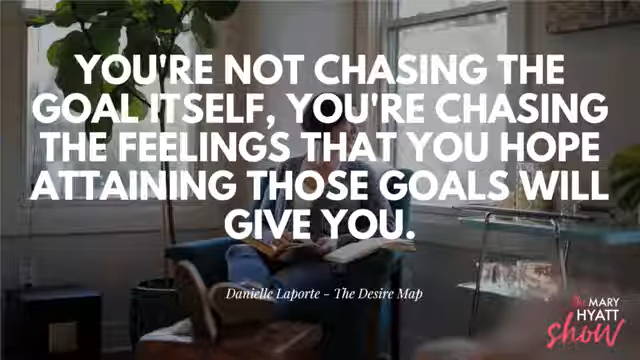 YOU'RE NOT CHASING THE
GOAL ITSELF, YOU'RE CHASING
THE FEELINGS THAT YOU HOPE
ATTAINING THOSE GOALS WILL
GIVE YOU.
Danielle Laporte - The Desire Map
The MARY
HYATT
show